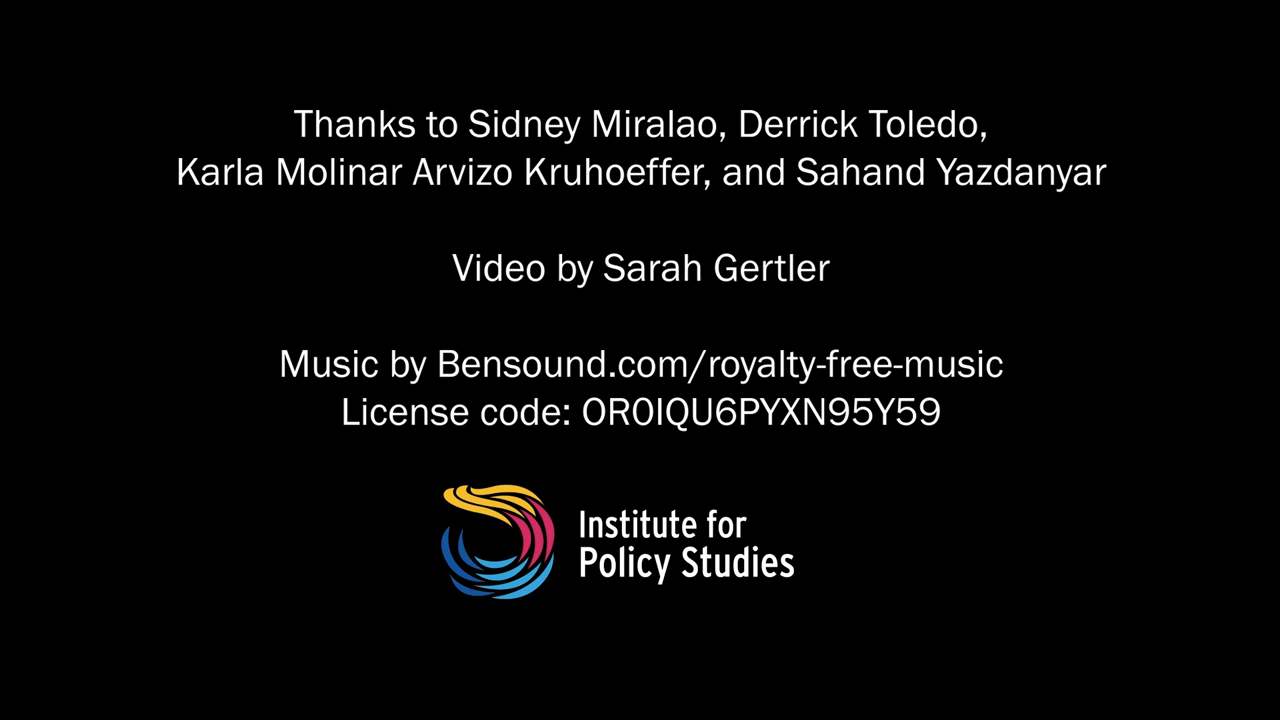 Thanks to Sidney Miralao, Derrick Toledo,
Karla Molinar Arvizo Kruhoeffer, and Sahand Yazdanyar
Video by Sarah Gertler
Music by Bensound.com/royalty-free-music
License code: OR0IQU6PYXN95Y59
Institute for
Policy Studies